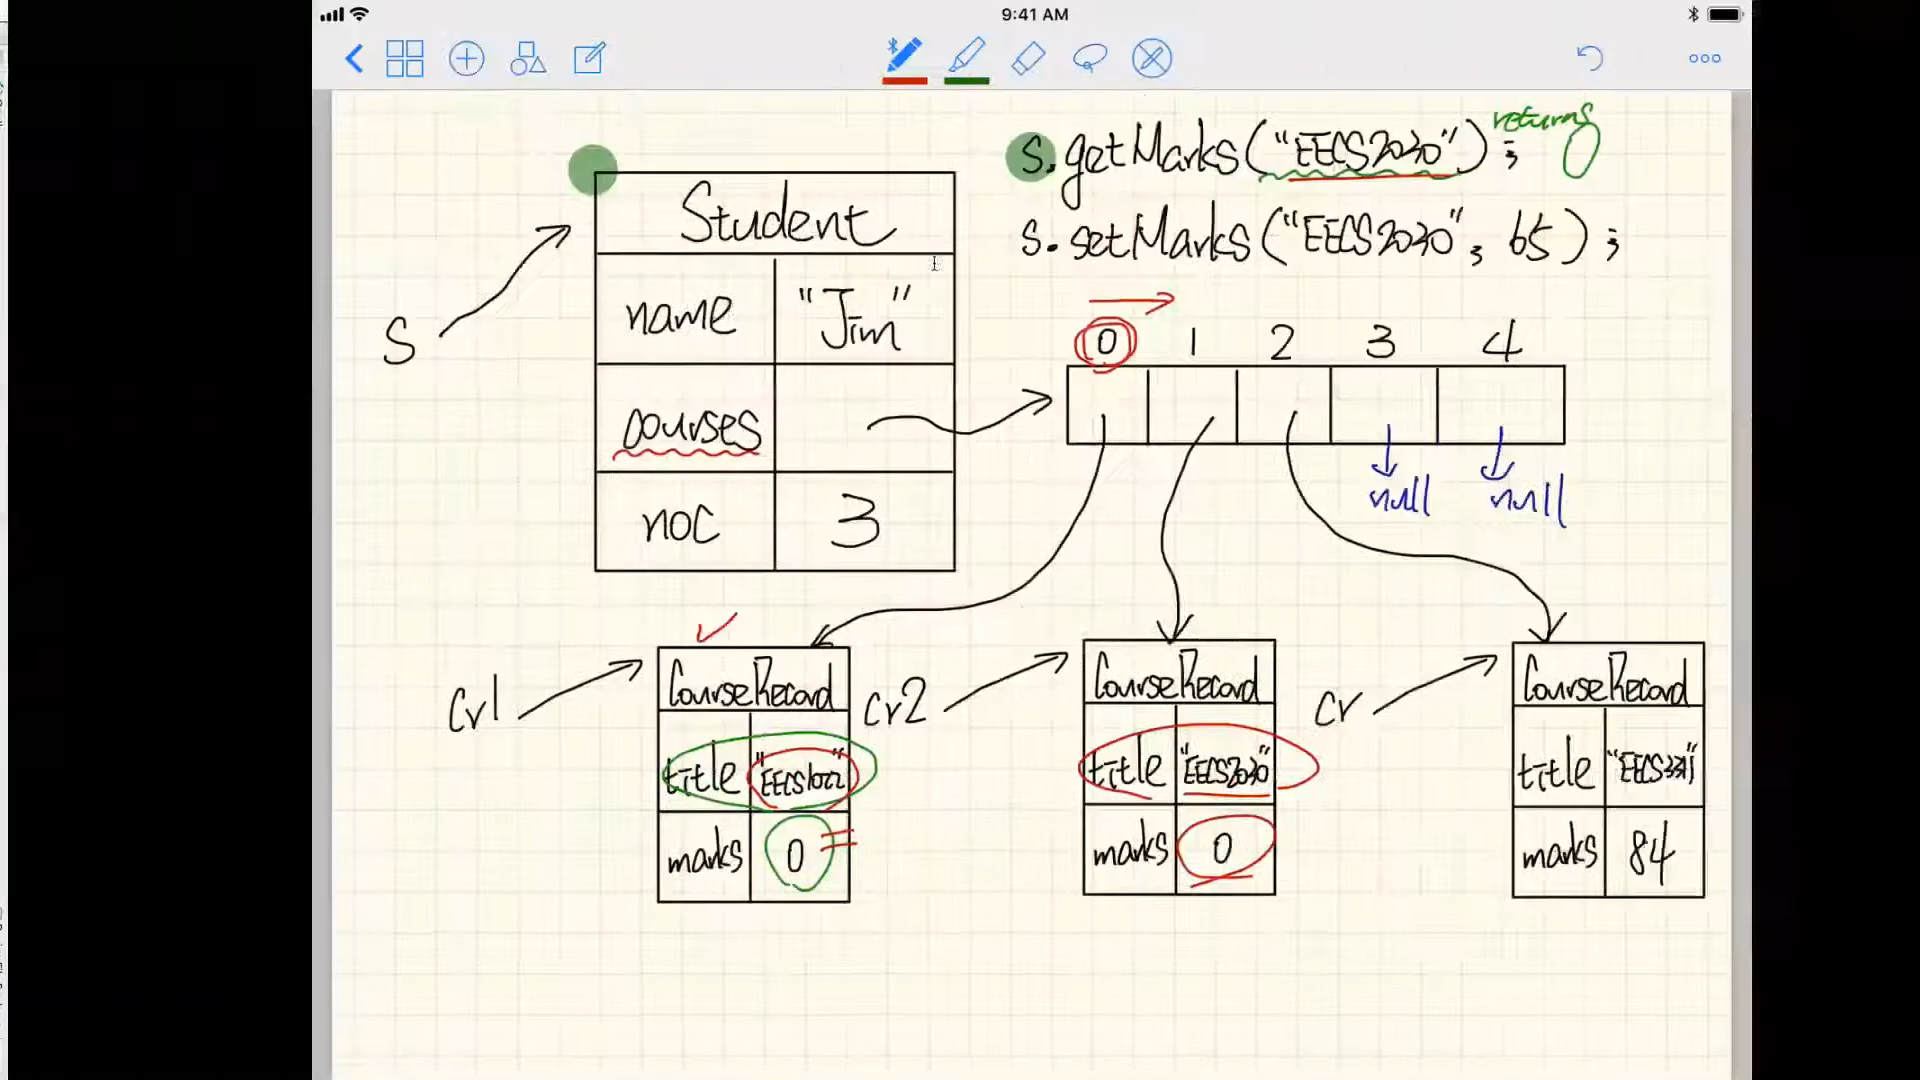 9:41 AM
returns
s.getMarks("EECS2030"); 0
s.setMarks("EECS2030", 65);
Student
name "Jim"
courses
noc 3
S
0 1 2 3 4
null null
Cr1
CourseRecord
title "EECS1022"
marks 0
Cr2
CourseRecord
title "EECS2030"
marks 0
Cr
CourseRecord
title "EECS3311"
marks 84